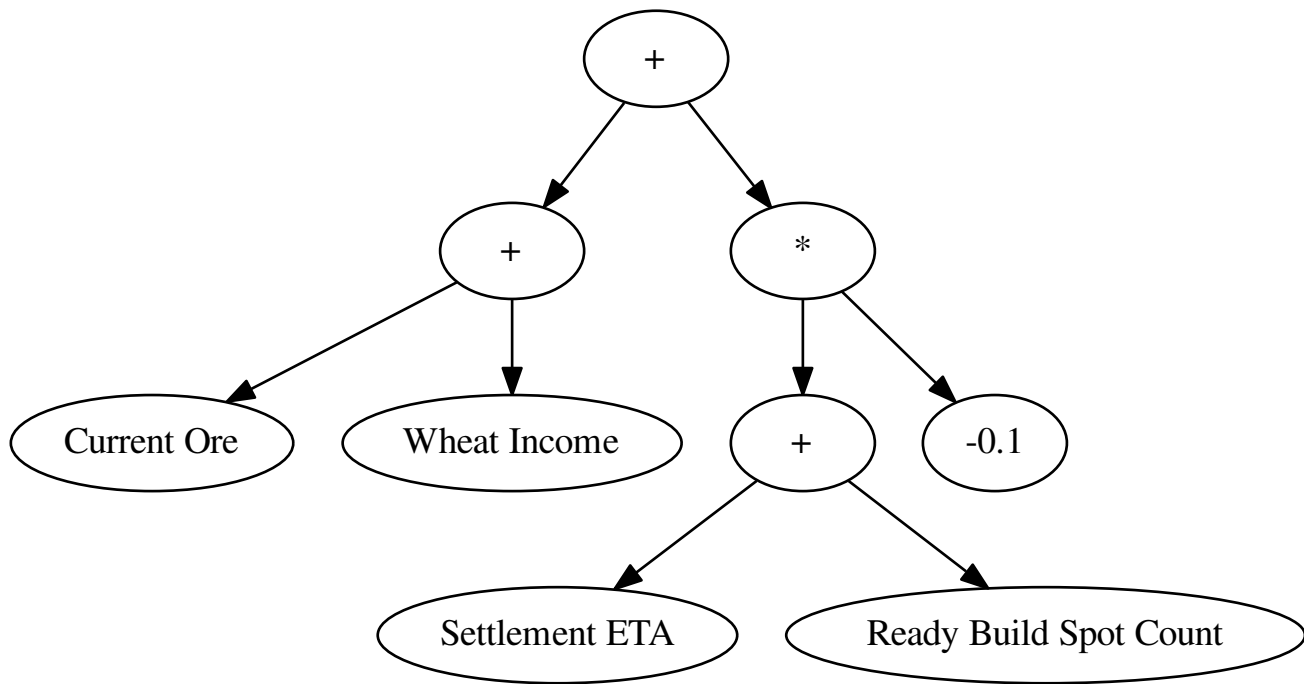 +
+
*
Current Ore
Wheat Income
+
-0.1
Settlement ETA
Ready Build Spot Count